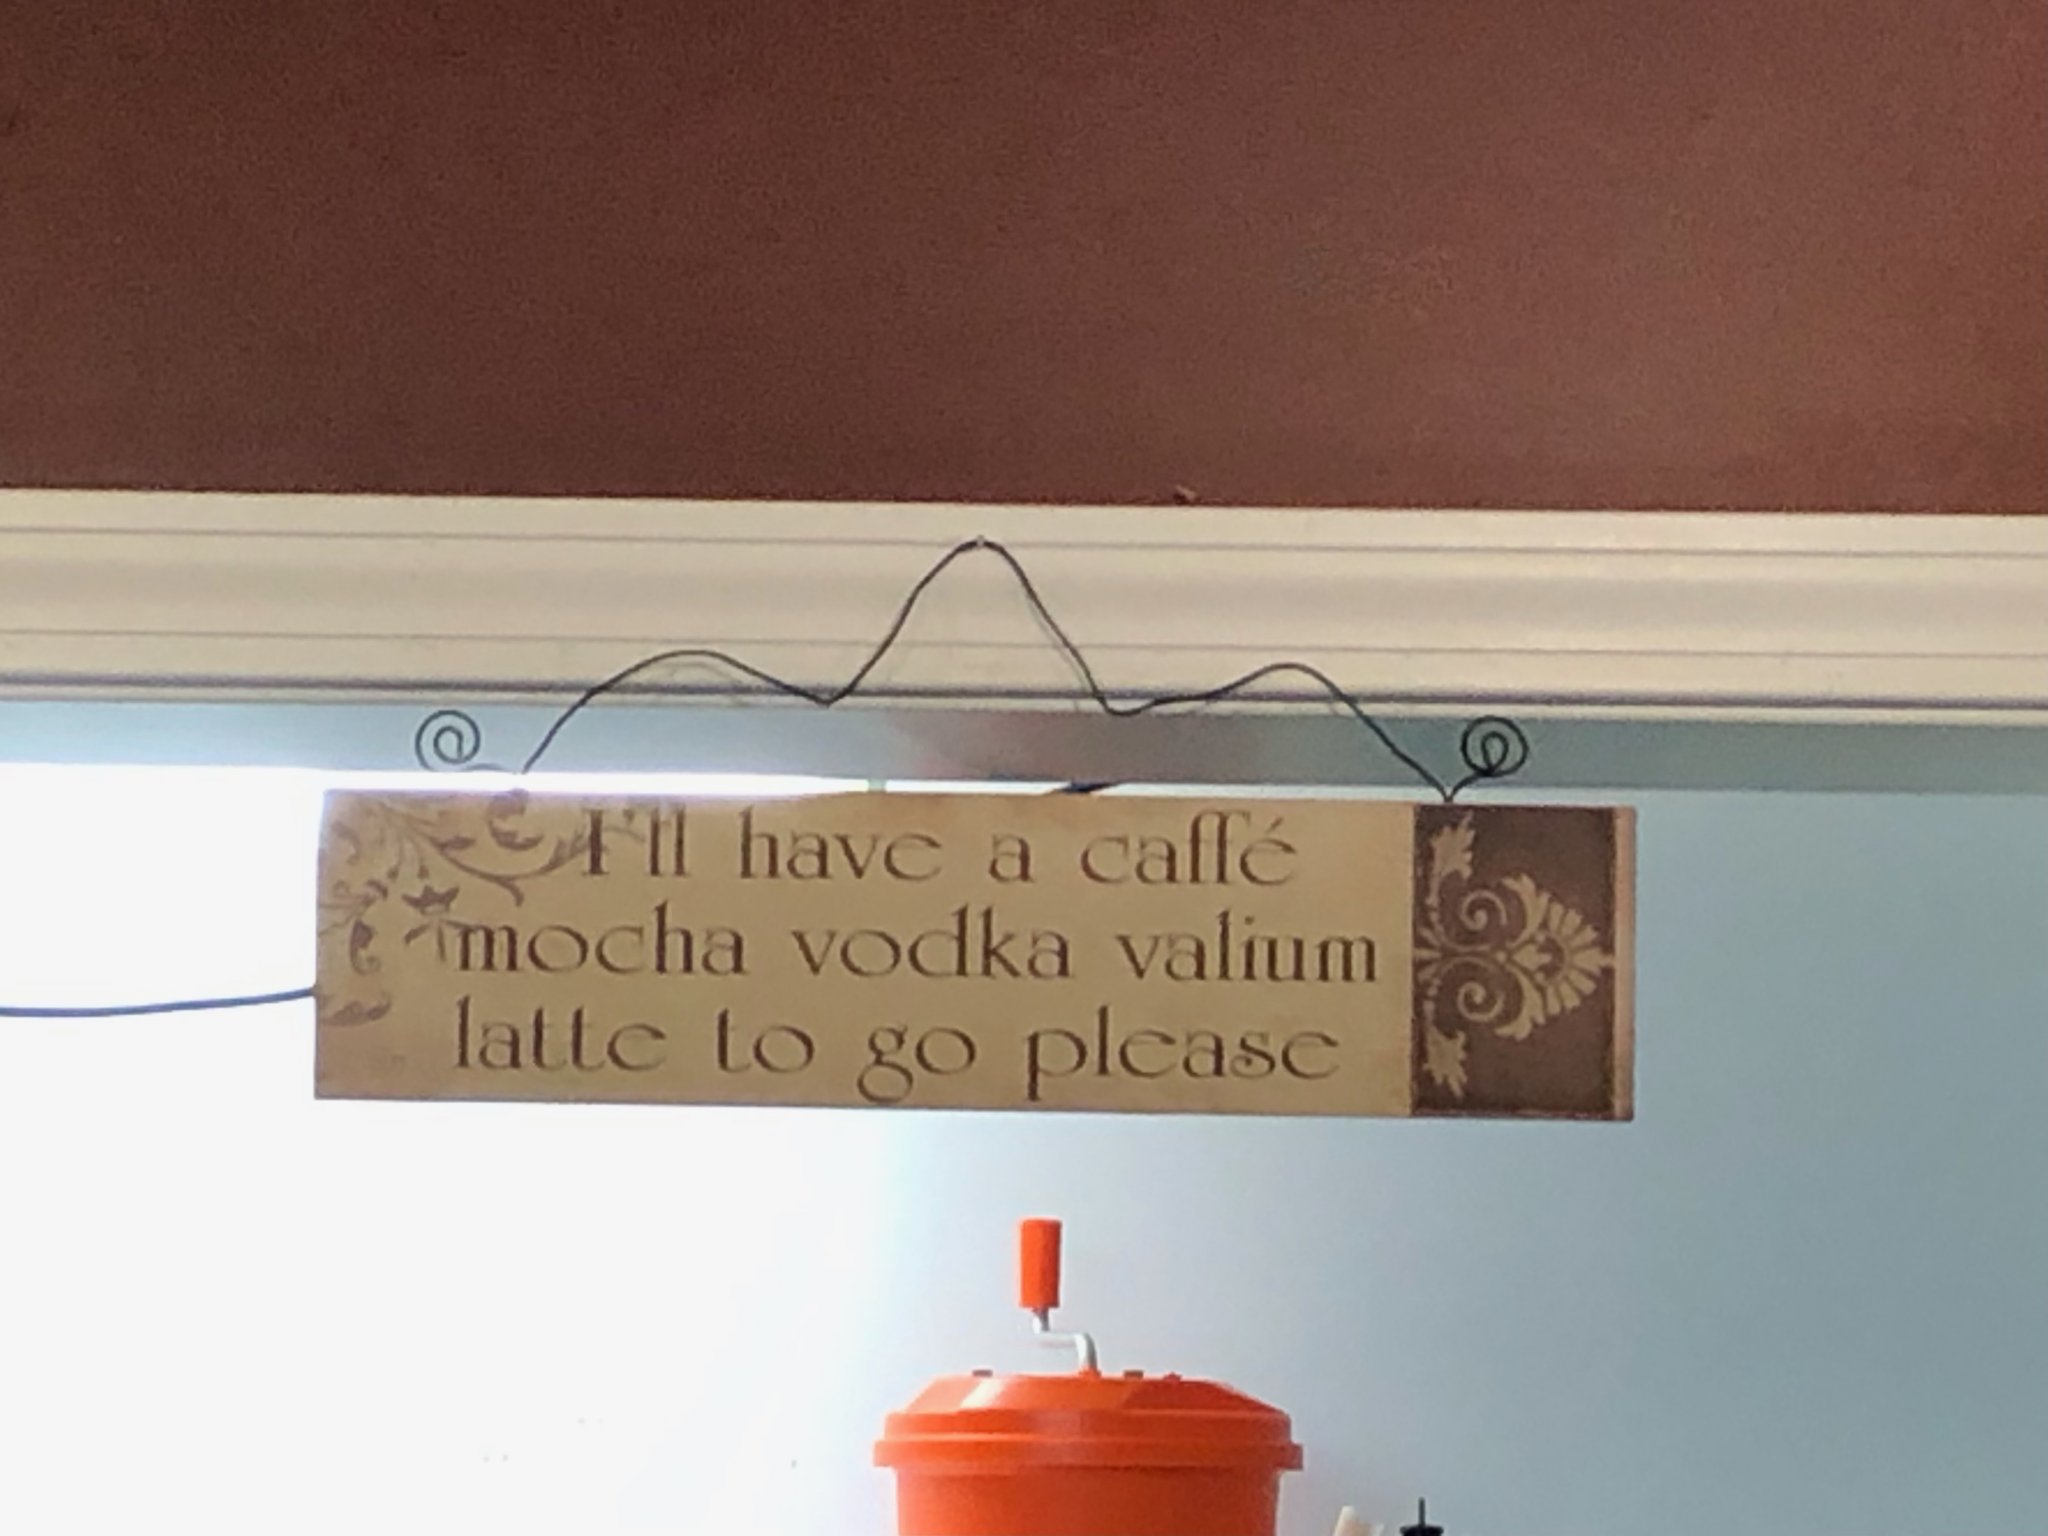 I'll have a caffé
mocha vodka valium
latte to go please